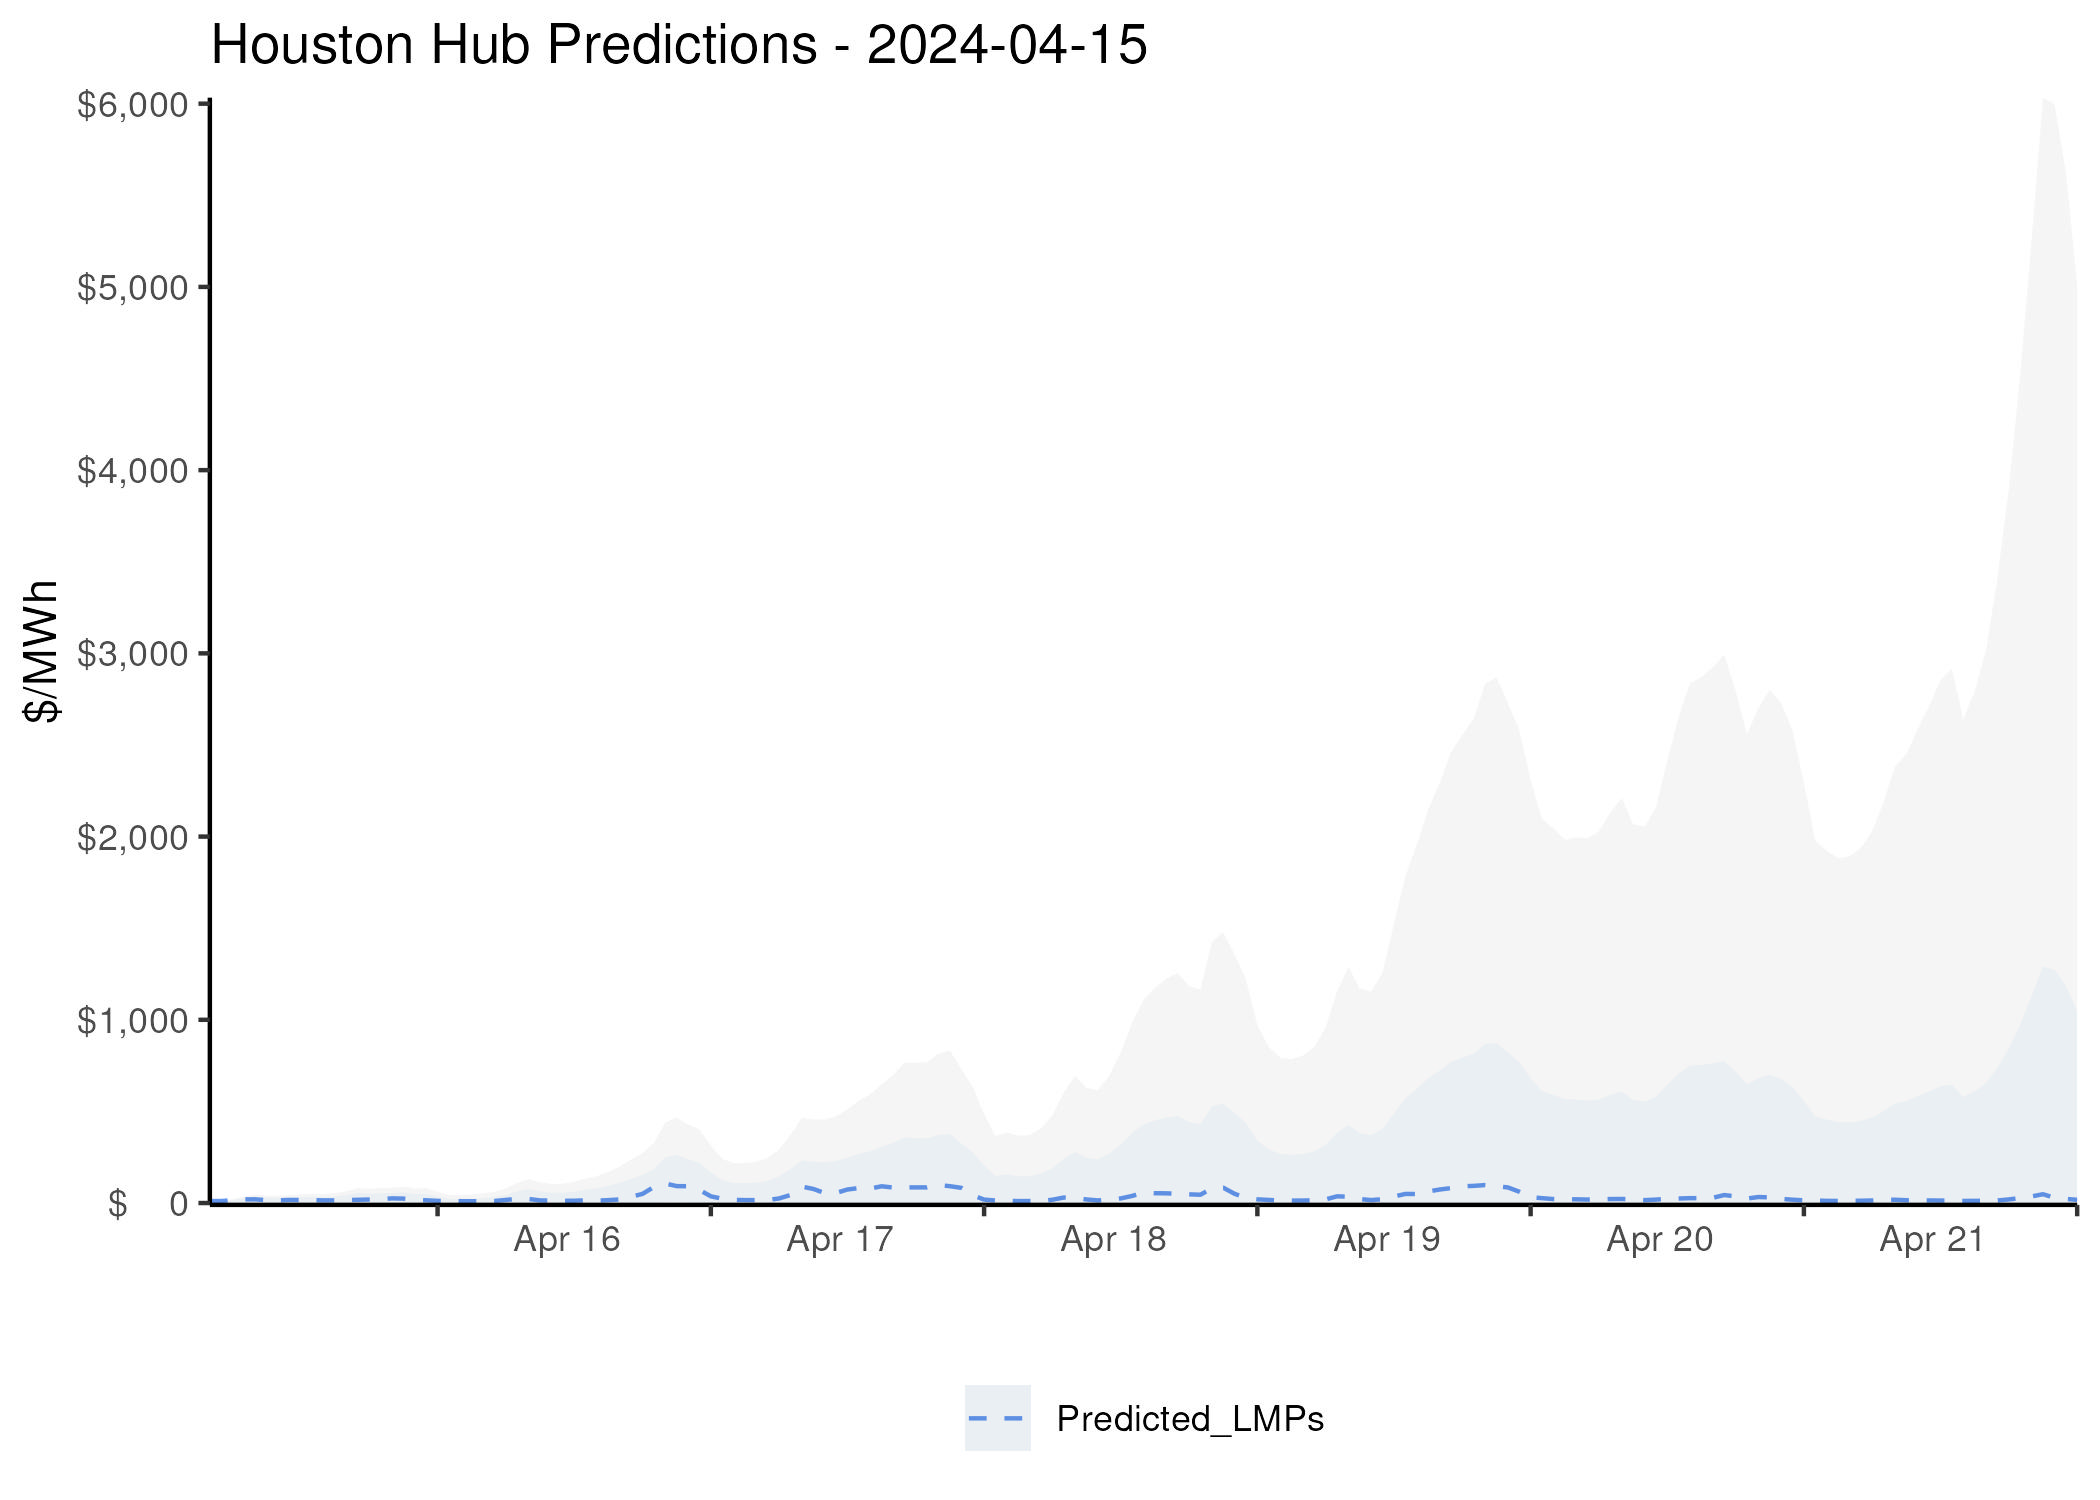 Houston Hub Predictions - 2024-04-15
$/MWh
$6,000
$5,000
$4,000
$3,000
$2,000
$1,000
$ 0
Apr 16 Apr 17 Apr 18 Apr 19 Apr 20 Apr 21
Predicted_LMPs